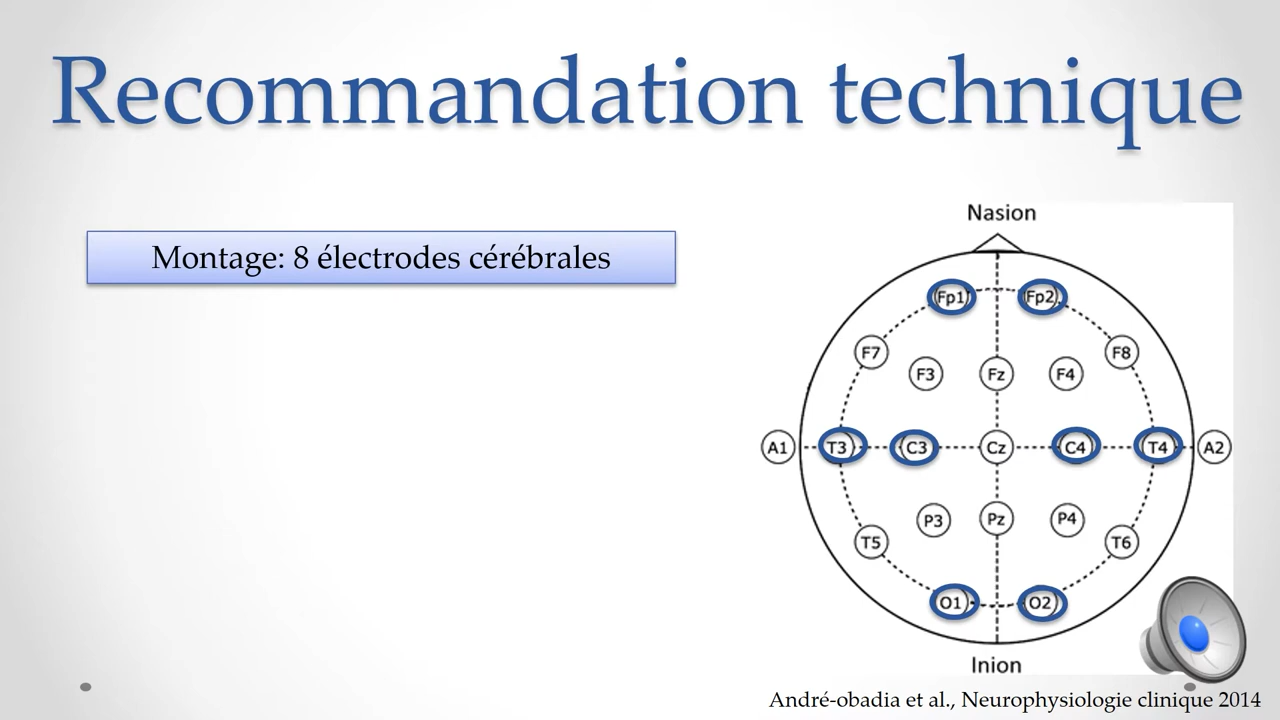 Recommandation technique
Montage: 8 électrodes cérébrales
Nasion
Fp1 Fp2
F7 F3 Fz F4 F8
A1 T3 C3 Cz C4 T4 A2
T5 P3 Pz P4 T6
O1 O2
Inion
André-obadia et al., Neurophysiologie clinique 2014